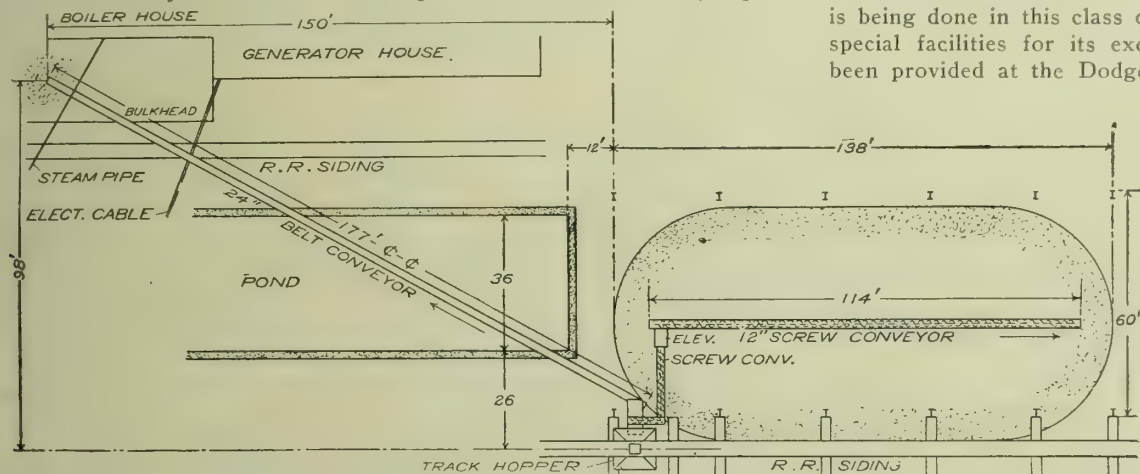 is being done in this class
special facilities for its
been provided at the Dodge
BOILER HOUSE
150'
GENERATOR HOUSE.
BULKHEAD
12'
138'
R.R. SIDING
STEAM PIPE
ELECT. CABLE
24" BELT CONVEYOR
177'-¢-¢
98'
POND
36
114'
60'
ELEV. 12" SCREW CONVEYOR
SCREW CONV.
26
TRACK HOPPER
R.R. SIDING